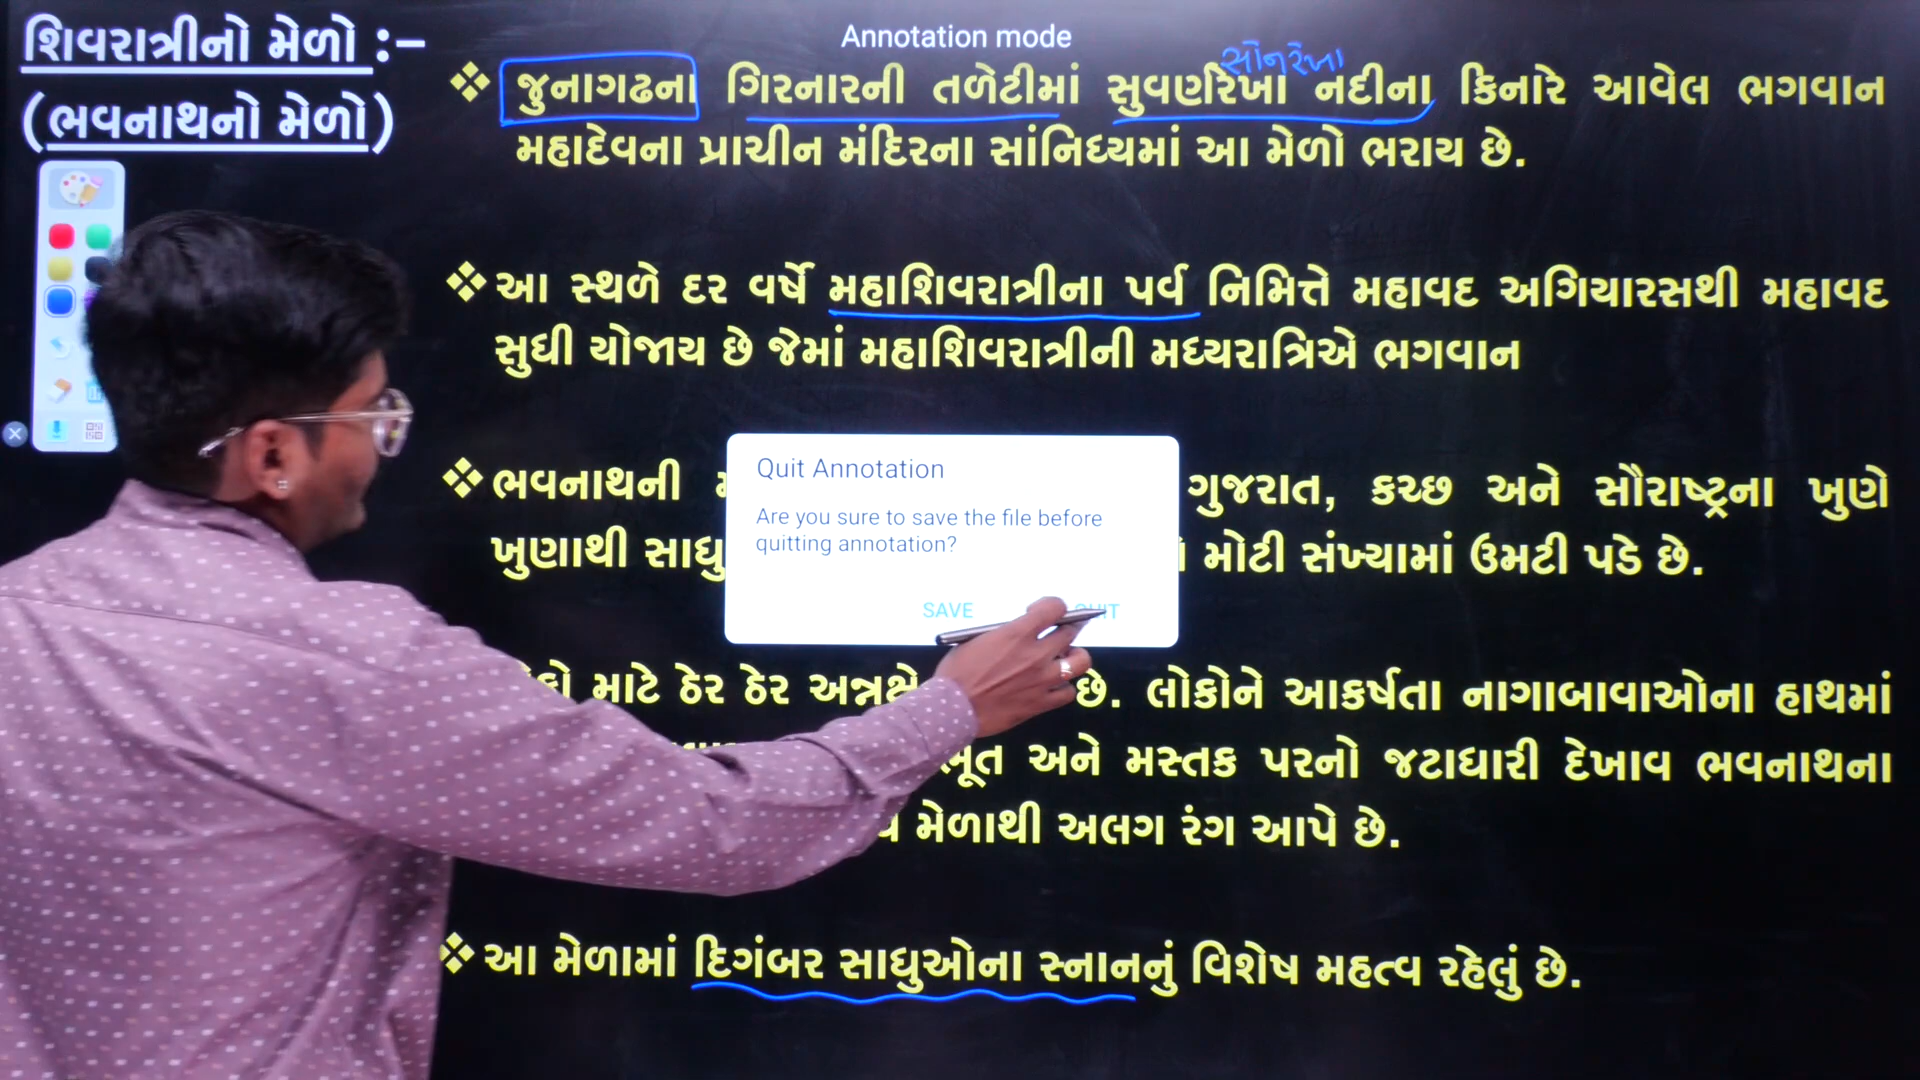 શિવરાત્રીનો મેળો :–
(ભવનાથનો મેળો)
Annotation mode
સોનરેખા
❖ જુનાગઢના ગિરનારની તળેટીમાં સુવર્ણરેખા નદીના કિનારે આવેલ ભગવાન
મહાદેવના પ્રાચીન મંદિરના સાંનિધ્યમાં આ મેળો ભરાય છે.
❖ આ સ્થળે દર વર્ષે મહાશિવરાત્રીના પર્વ નિમિત્તે મહાવદ અગિયારસથી મહાવદ
સુધી યોજાય છે જેમાં મહાશિવરાત્રીની મધ્યરાત્રિએ ભગવાન
❖ ભવનાથની ગુજરાત, કચ્છ અને સૌરાષ્ટ્રના ખુણે
ખુણાથી સાધુ મોટી સંખ્યામાં ઉમટી પડે છે.
Quit Annotation
Are you sure to save the file before
quitting annotation?
SAVE QUIT
માટે ઠેર ઠેર અન્નક્ષે છે. લોકોને આકર્ષતા નાગાબાવાઓના હાથમાં
અને મસ્તક પરનો જટાધારી દેખાવ ભવનાથના
મેળાથી અલગ રંગ આપે છે.
❖ આ મેળામાં દિગંબર સાધુઓના સ્નાનનું વિશેષ મહત્વ રહેલું છે.